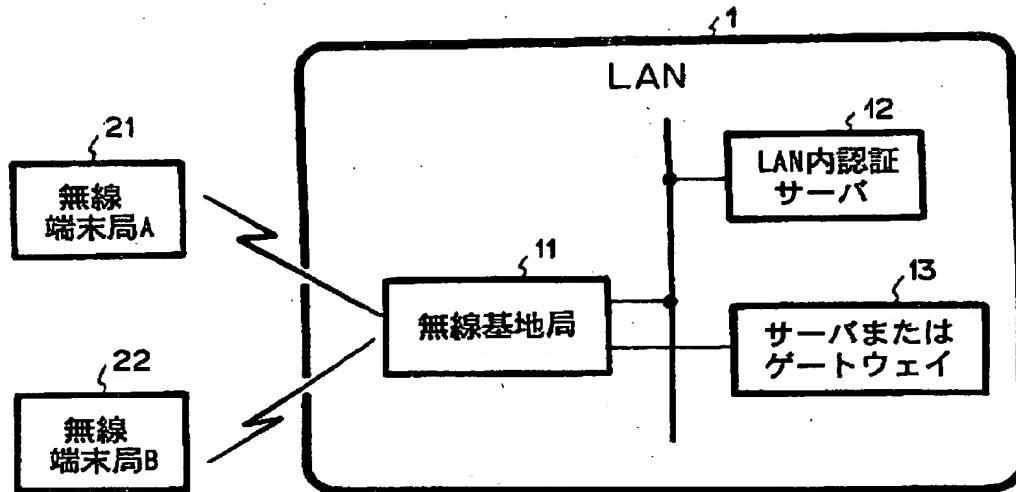 1
LAN
21
無線
端末局A
12
LAN内認証
サーバ
11
無線基地局
13
サーバまたは
ゲートウェイ
22
無線
端末局B